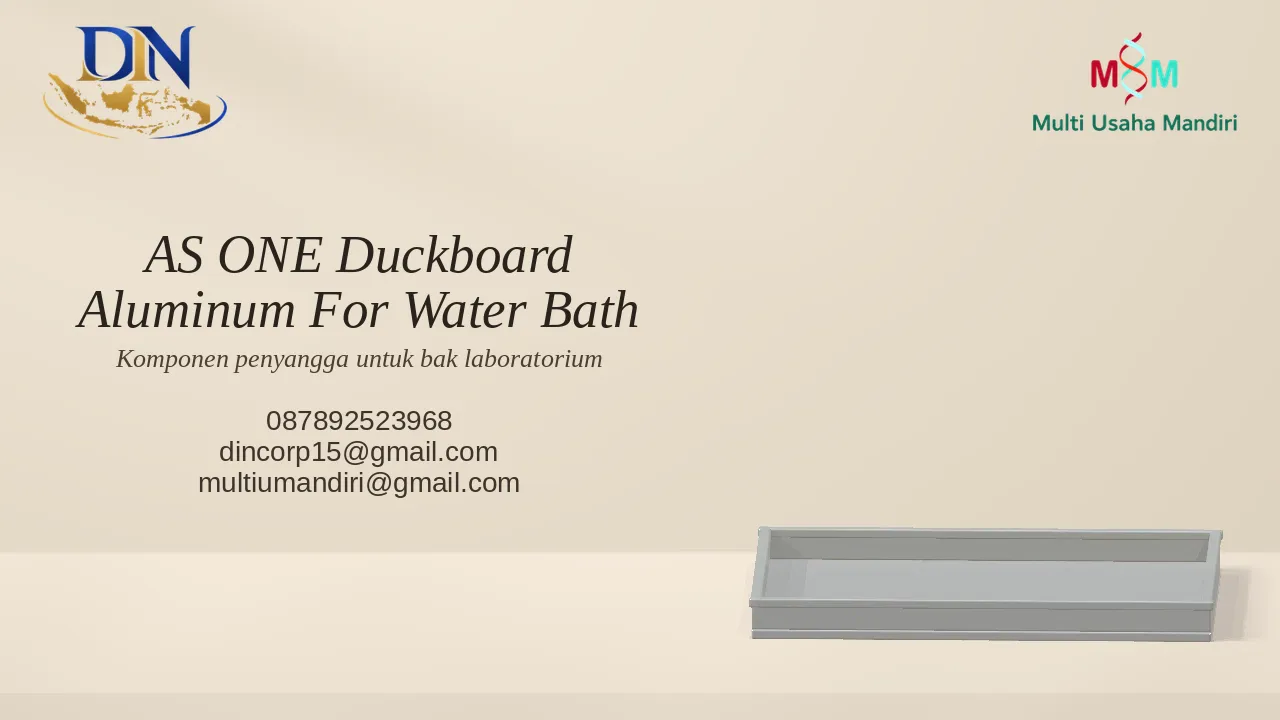 DIN
M M
Multi Usaha Mandiri
AS ONE Duckboard
Aluminum For Water Bath
Komponen penyangga untuk bak laboratorium
087892523968
dincorp15@gmail.com
multiumandiri@gmail.com